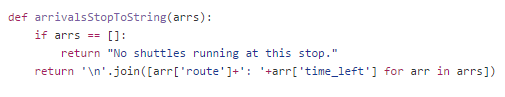 def arrivalsStopToString(arrs):
    if arrs == []:
        return "No shuttles running at this stop."
    return '\n'.join([arr['route']+': '+arr['time_left'] for arr in arrs])